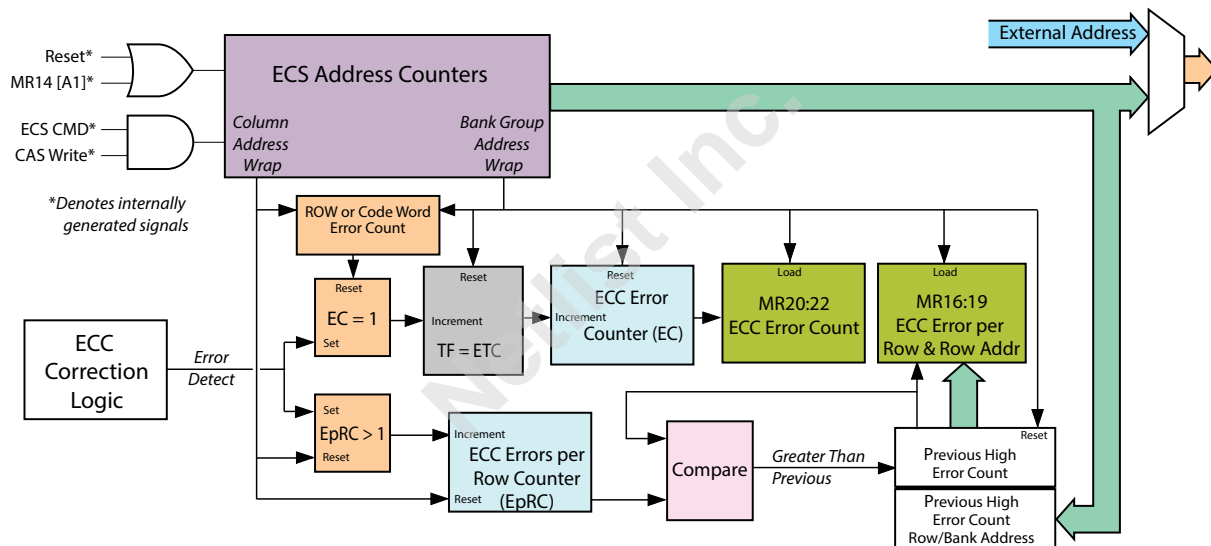 External Address
Reset*
MR14 [A1]*
ECS CMD*
CAS Write*
ECS Address Counters
Column
Address
Wrap
Bank Group
Address
Wrap
*Denotes internally
generated signals
ROW or Code Word
Error Count
Reset
EC = 1
Set
Reset
Increment
TF = ETC
Reset
ECC Error
Increment
Counter (EC)
Load
MR20:22
ECC Error Count
Load
MR16:19
ECC Error per
Row & Row Addr
ECC
Correction
Logic
Error
Detect
Set
EpRC > 1
Reset
Increment
ECC Errors per
Row Counter
(EpRC)
Reset
Compare
Greater Than
Previous
Reset
Previous High
Error Count
Previous High
Error Count
Row/Bank Address
Netlist Inc.